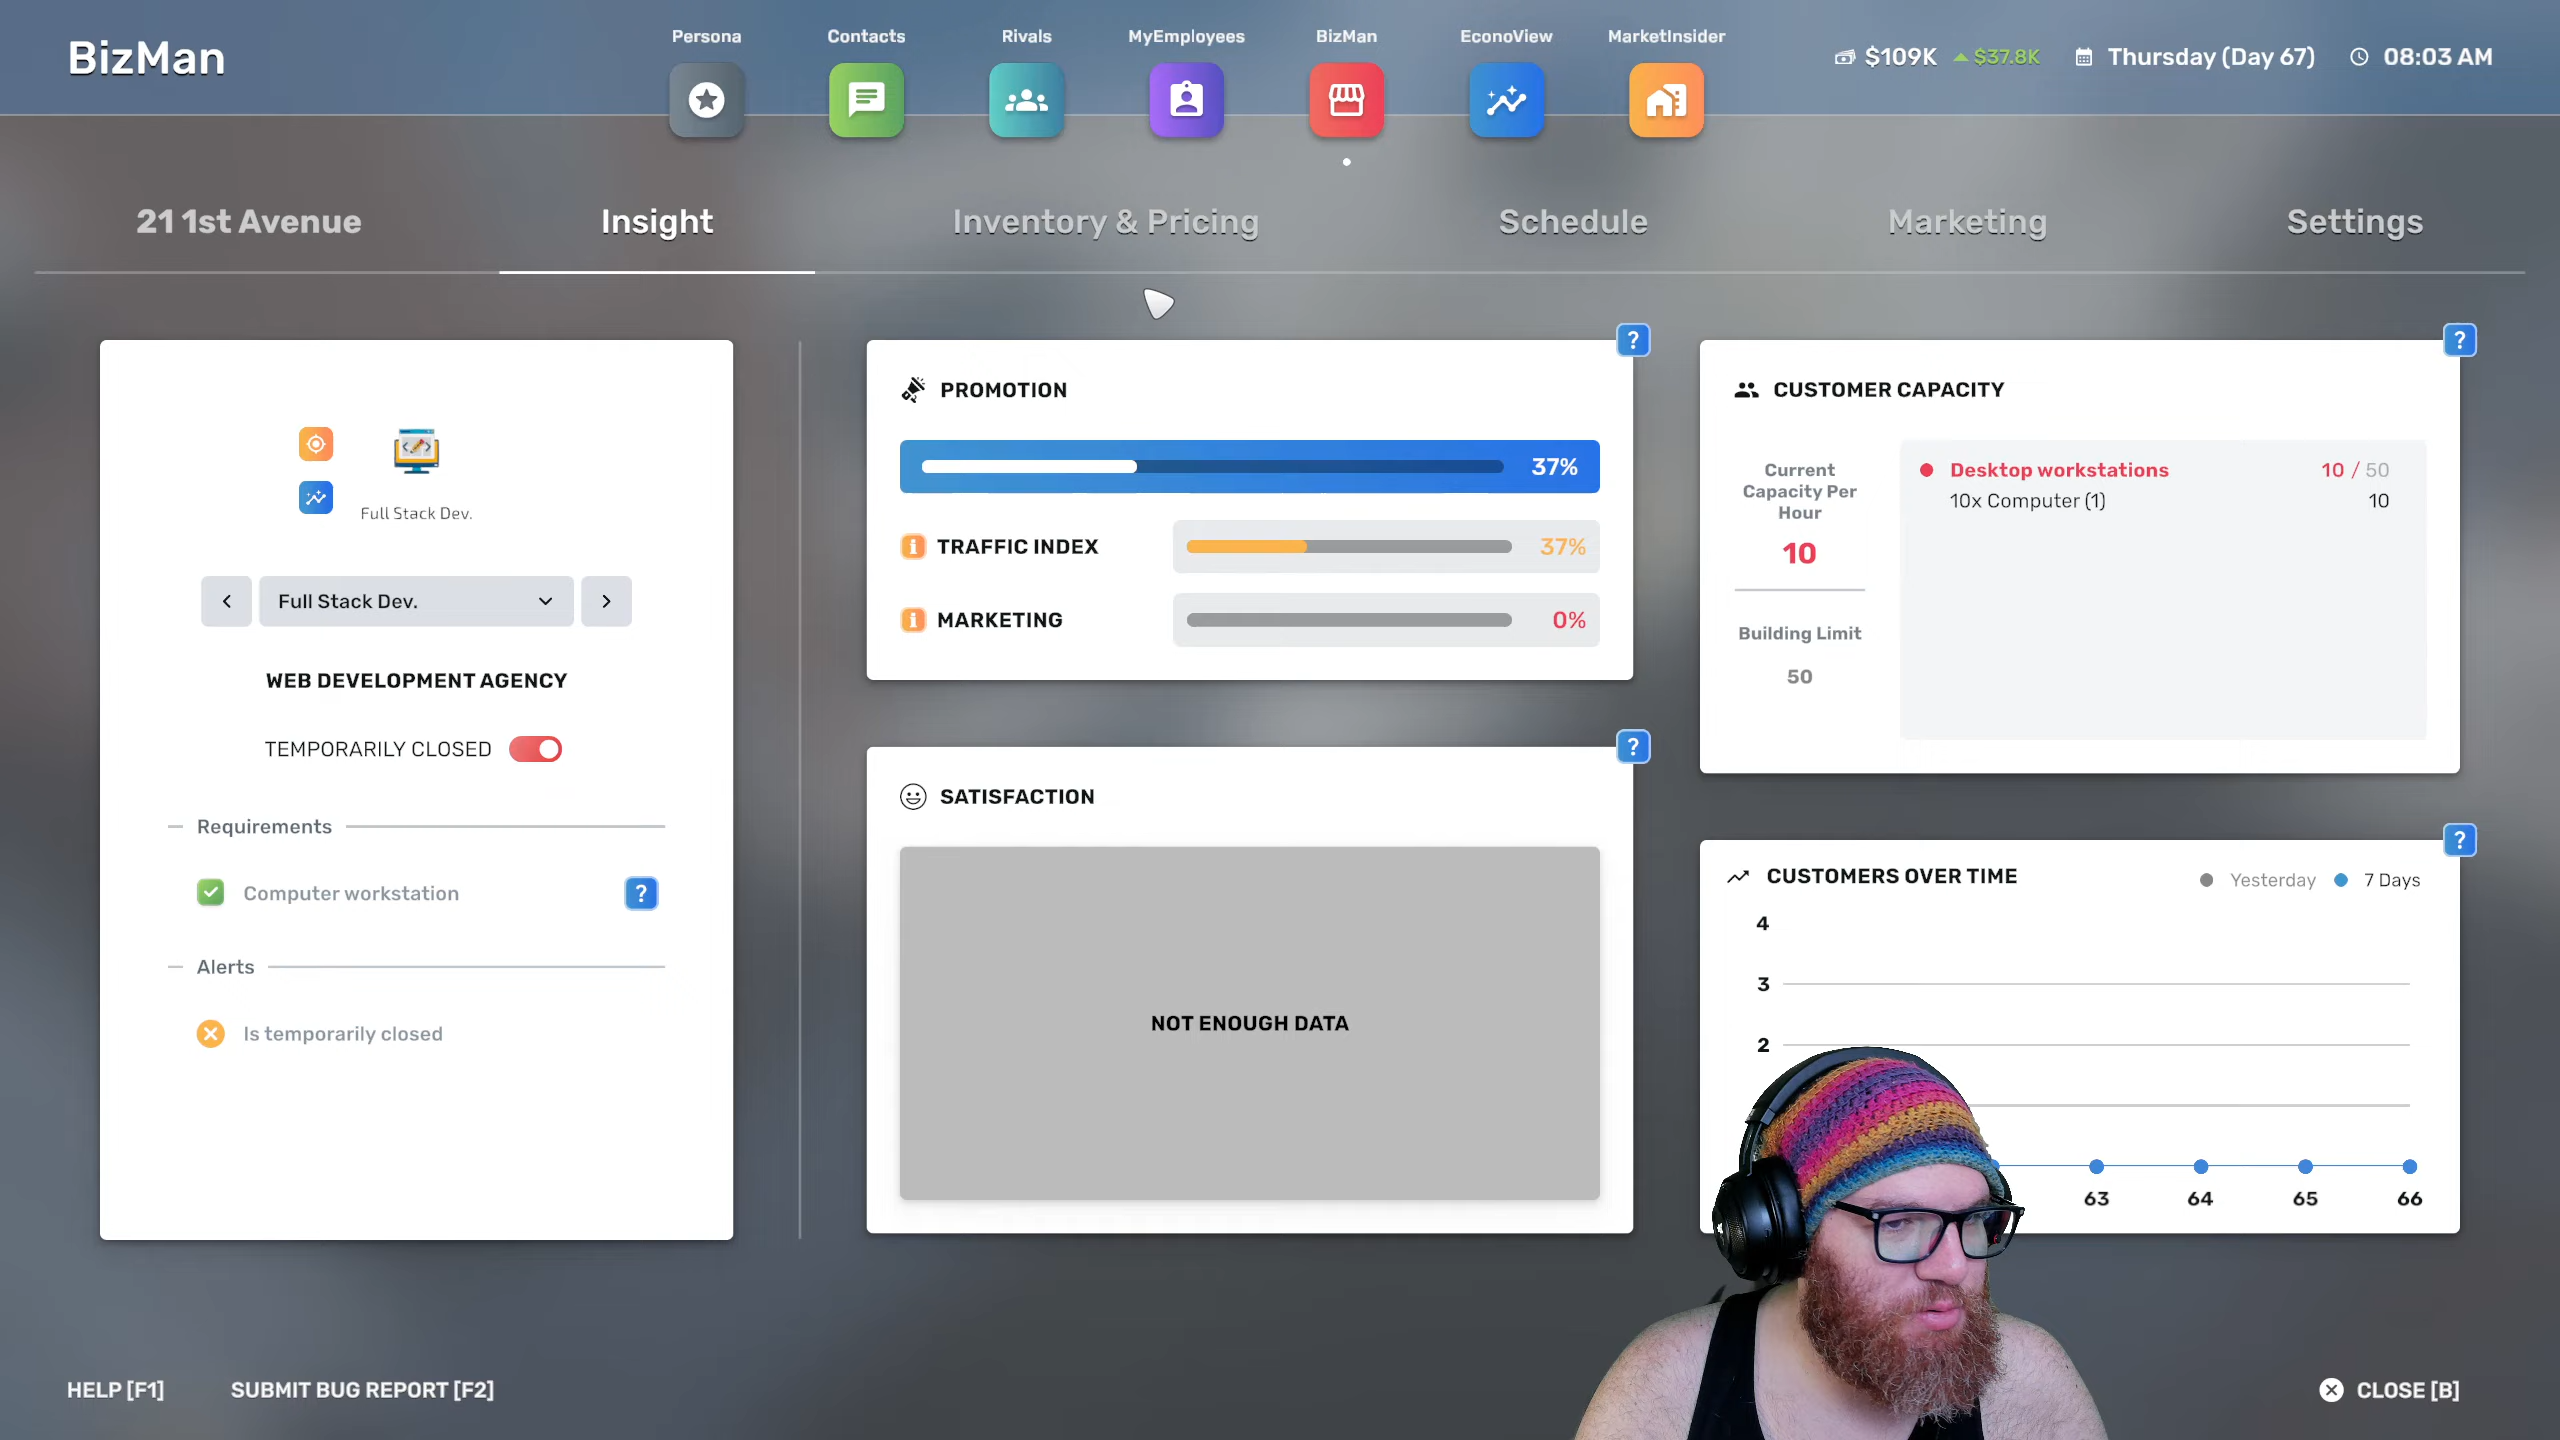 BizMan
Persona
Contacts
Rivals
MyEmployees
BizMan
EconoView
MarketInsider
$109K
$37.8K
Thursday (Day 67)
08:03 AM
21 1st Avenue
Insight
Inventory & Pricing
Schedule
Marketing
Settings
Full Stack Dev.
Full Stack Dev.
WEB DEVELOPMENT AGENCY
TEMPORARILY CLOSED
Requirements
Computer workstation
?
Alerts
Is temporarily closed
?
PROMOTION
37%
TRAFFIC INDEX
37%
MARKETING
0%
?
SATISFACTION
NOT ENOUGH DATA
?
CUSTOMER CAPACITY
Current
Capacity Per
Hour
10
Building Limit
50
Desktop workstations
10 / 50
10x Computer (1)
10
?
CUSTOMERS OVER TIME
Yesterday
7 Days
4
3
2
63
64
65
66
HELP [F1]
SUBMIT BUG REPORT [F2]
CLOSE [B]